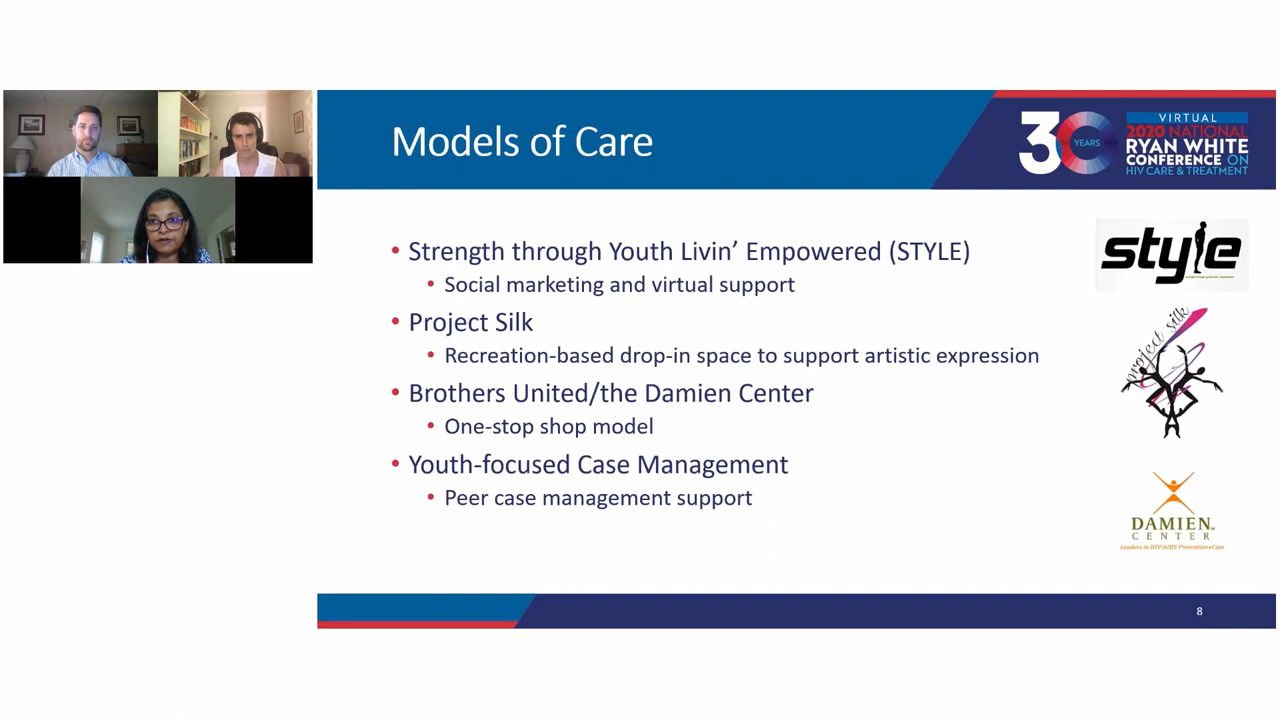 Models of Care
30
YEARS
VIRTUAL
2020 NATIONAL
RYAN WHITE
CONFERENCE ON
HIV CARE & TREATMENT
• Strength through Youth Livin’ Empowered (STYLE)
• Social marketing and virtual support
• Project Silk
• Recreation-based drop-in space to support artistic expression
• Brothers United/the Damien Center
• One-stop shop model
• Youth-focused Case Management
• Peer case management support
style
project silk
DAMIEN
CENTER
Leaders in HIV/AIDS Prevention•Care
8